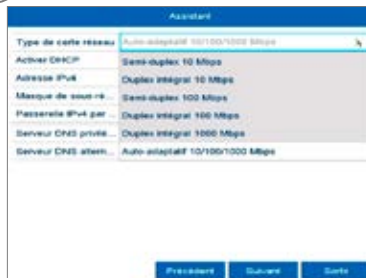 Assistant
Type de carte réseau Auto-adaptatif 10/100/1000 Mbps
Activer DHCP Semi-duplex 10 Mbps
Adresse IPv4 Duplex intégral 10 Mbps
Masque de sous-ré... Semi-duplex 100 Mbps
Passerelle IPv4 par ... Duplex intégral 100 Mbps
Serveur DNS privilé... Duplex intégral 1000 Mbps
Serveur DNS altern... Auto-adaptatif 10/100/1000 Mbps
Précédent Suivant Sortie